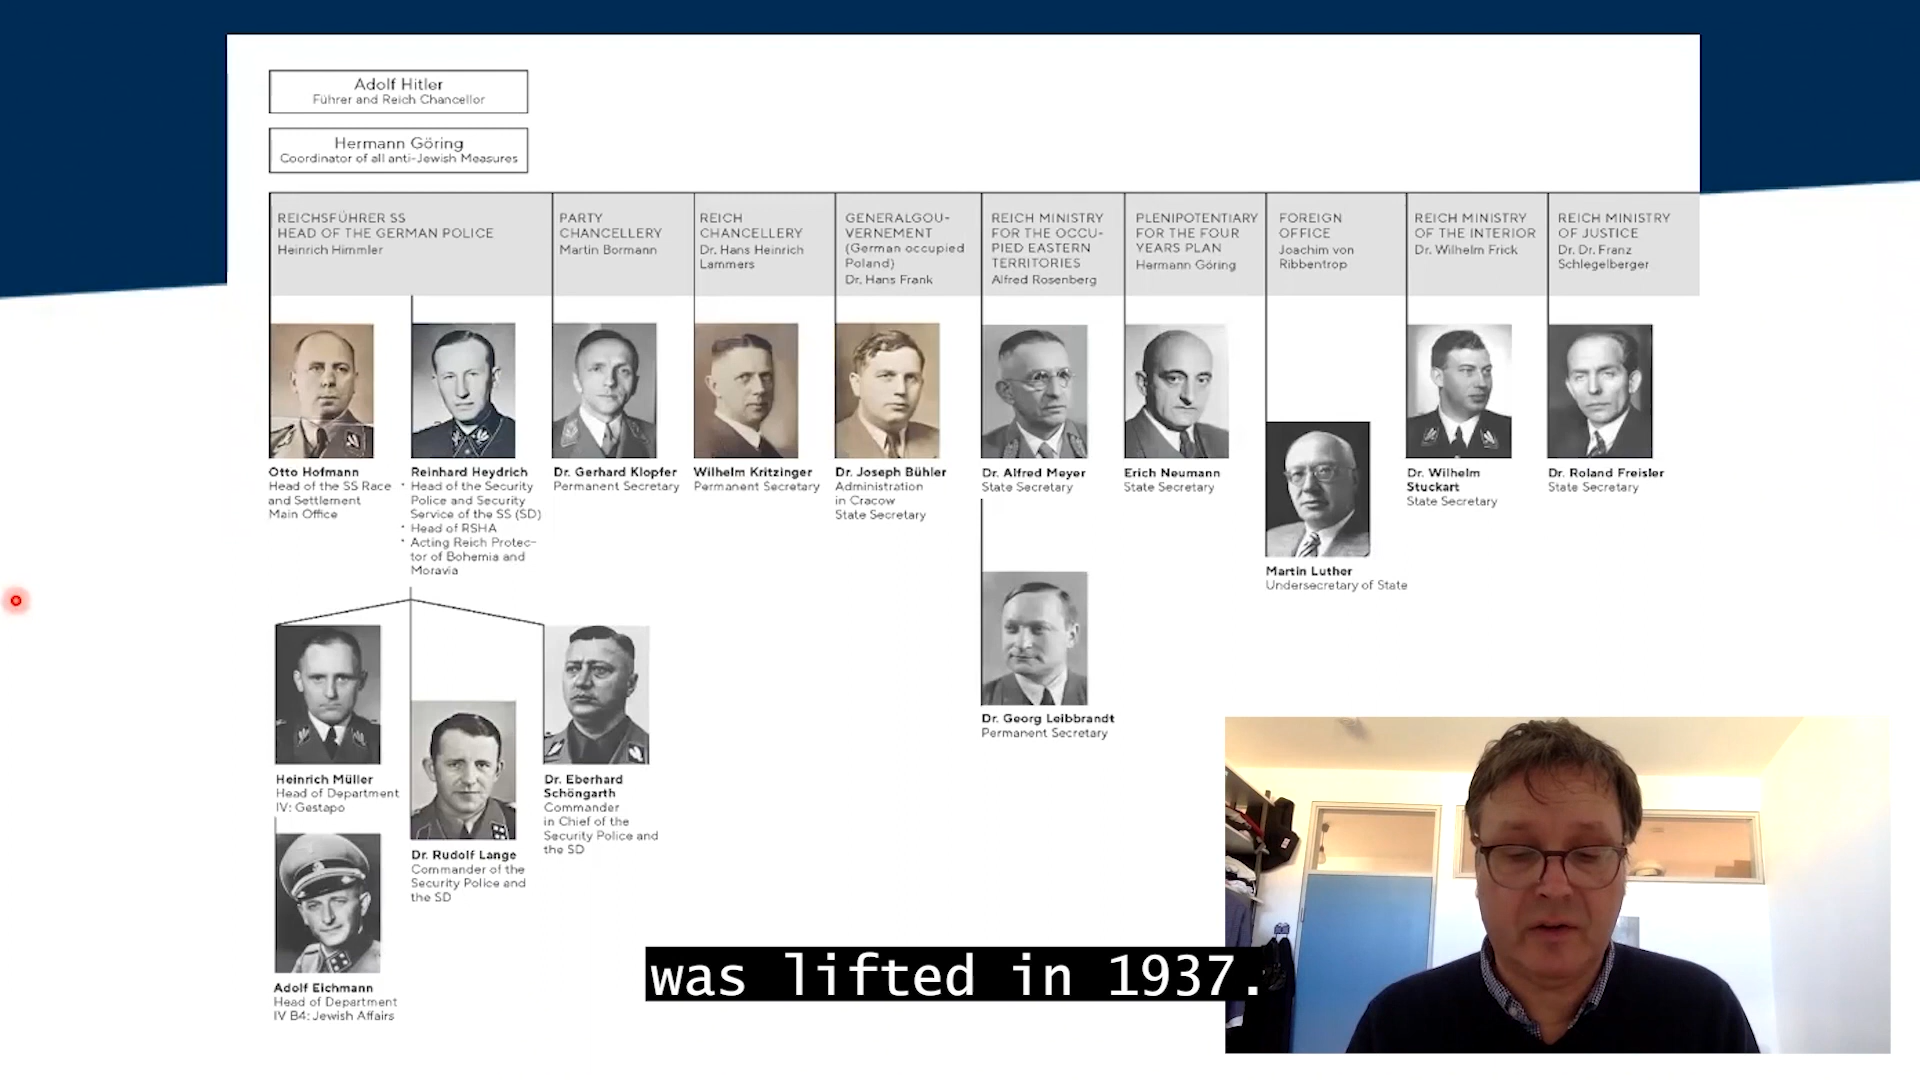 Adolf Hitler
Führer and Reich Chancellor
Hermann Göring
Coordinator of all anti-Jewish Measures
REICHSFÜHRER SS
HEAD OF THE GERMAN POLICE
Heinrich Himmler
PARTY
CHANCELLERY
Martin Bormann
REICH
CHANCELLERY
Dr. Hans Heinrich
Lammers
GENERALGOU-
VERNEMENT
(German occupied
Poland)
Dr. Hans Frank
REICH MINISTRY
FOR THE OCCU-
PIED EASTERN
TERRITORIES
Alfred Rosenberg
PLENIPOTENTIARY
FOR THE FOUR
YEARS PLAN
Hermann Göring
FOREIGN
OFFICE
Joachim von
Ribbentrop
REICH MINISTRY
OF THE INTERIOR
Dr. Wilhelm Frick
REICH MINISTRY
OF JUSTICE
Dr. Dr. Franz
Schlegelberger
Otto Hofmann
Head of the SS Race
and Settlement
Main Office
Reinhard Heydrich
· Head of the Security
Police and Security
Service of the SS (SD)
· Head of RSHA
· Acting Reich Protec-
tor of Bohemia and
Moravia
Dr. Gerhard Klopfer
Permanent Secretary
Wilhelm Kritzinger
Permanent Secretary
Dr. Joseph Bühler
Administration
in Cracow
State Secretary
Dr. Alfred Meyer
State Secretary
Erich Neumann
State Secretary
Martin Luther
Undersecretary of State
Dr. Wilhelm
Stuckart
State Secretary
Dr. Roland Freisler
State Secretary
Dr. Georg Leibbrandt
Permanent Secretary
Heinrich Müller
Head of Department
IV: Gestapo
Dr. Rudolf Lange
Commander of the
Security Police and
the SD
Dr. Eberhard
Schöngarth
Commander
in Chief of the
Security Police and
the SD
Adolf Eichmann
Head of Department
IV B4: Jewish Affairs
was lifted in 1937.